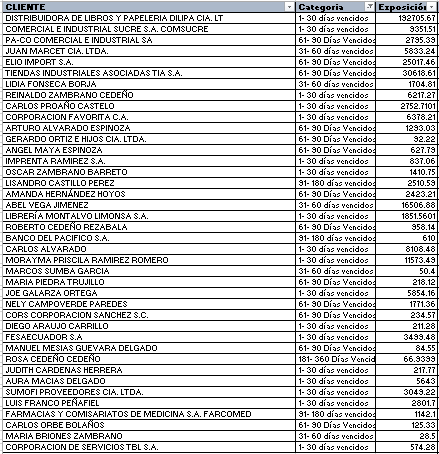 CLIENTE Categoria Exposición
DISTRIBUIDORA DE LIBROS Y PAPELERIA DILIPA CIA. LT 1- 30 días vencidos 192705.67
COMERCIAL E INDUSTRIAL SUCRE S.A. COMSUCRE 1- 30 días vencidos 9351.51
PA-CO COMERCIAL E INDUSTRIAL SA 61- 90 Días Vencidos 2795.33
JUAN MARCET CIA. LTDA. 31- 60 días vencidos 5833.24
ELIO IMPORT S.A. 61- 90 Días Vencidos 25017.46
TIENDAS INDUSTRIALES ASOCIADAS TIA S.A. 61- 90 Días Vencidos 30618.61
LIDIA FONSECA BORJA 31- 60 días vencidos 1704.81
REINALDO ZAMBRANO CEDEÑO 1- 30 días vencidos 6217.27
CARLOS PROAÑO CASTELO 1- 30 días vencidos 2752.7101
CORPORACION FAVORITA C.A. 1- 30 días vencidos 6378.21
ARTURO ALVARADO ESPINOZA 61- 90 Días Vencidos 1293.03
GERARDO ORTIZ E HIJOS CIA. LTDA. 61- 90 Días Vencidos 92.22
ANGEL MAYA ESPINOZA 61- 90 Días Vencidos 627.79
IMPRENTA RAMIREZ S.A. 1- 30 días vencidos 837.06
OSCAR ZAMBRANO BARRETO 1- 30 días vencidos 1410.75
LISANDRO CASTILLO PEREZ 91- 180 días vencidos 2510.59
AMANDA HERNÁNDEZ HOYOS 61- 90 Días Vencidos 2423.21
ABEL VEGA JIMENEZ 31- 60 días vencidos 16506.88
LIBRERÍA MONTALVO LIMONSA S.A. 1- 30 días vencidos 1851.5601
ROBERTO CEDEÑO REZABALA 61- 90 Días Vencidos 958.14
BANCO DEL PACIFICO S.A. 91- 180 días vencidos 610
CARLOS ALVARADO 1- 30 días vencidos 8108.48
MORAYMA PRISCILA RAMIREZ ROMERO 1- 30 días vencidos 11573.49
MARCOS SUMBA GARCIA 31- 60 días vencidos 50.4
MARIA PIEDRA TRUJILLO 61- 90 Días Vencidos 218.12
JOE GALARZA ORTEGA 1- 30 días vencidos 5854.16
NELY CAMPOVERDE PAREDES 61- 90 Días Vencidos 1771.36
CORS CORPORACION SANCHEZ S.C. 61- 90 Días Vencidos 234.57
DIEGO ARAUJO CARRILLO 1- 30 días vencidos 211.28
FESAECUADOR S.A 1- 30 días vencidos 3499.48
MANUEL MESIAS GUEVARA DELGADO 61- 90 Días Vencidos 84.55
ROSA CEDEÑO CEDEÑO 181- 360 Días Vencid 66.9399
JUDITH CARDENAS HERRERA 1- 30 días vencidos 217.77
AURA MACIAS DELGADO 1- 30 días vencidos 5643
SUMOFI PROVEEDORES CIA. LTDA. 1- 30 días vencidos 3049.22
LUIS FRANCO PEÑAFIEL 1- 30 días vencidos 2801.7
FARMACIAS Y COMISARIATOS DE MEDICINA S.A. FARCOMED 91- 180 días vencidos 1142.1
CARLOS ORBE BOLAÑOS 61- 90 Días Vencidos 125.33
MARIA BRIONES ZAMBRANO 31- 60 días vencidos 28.5
CORPORACION DE SERVICIOS TBL S.A. 1- 30 días vencidos 574.28